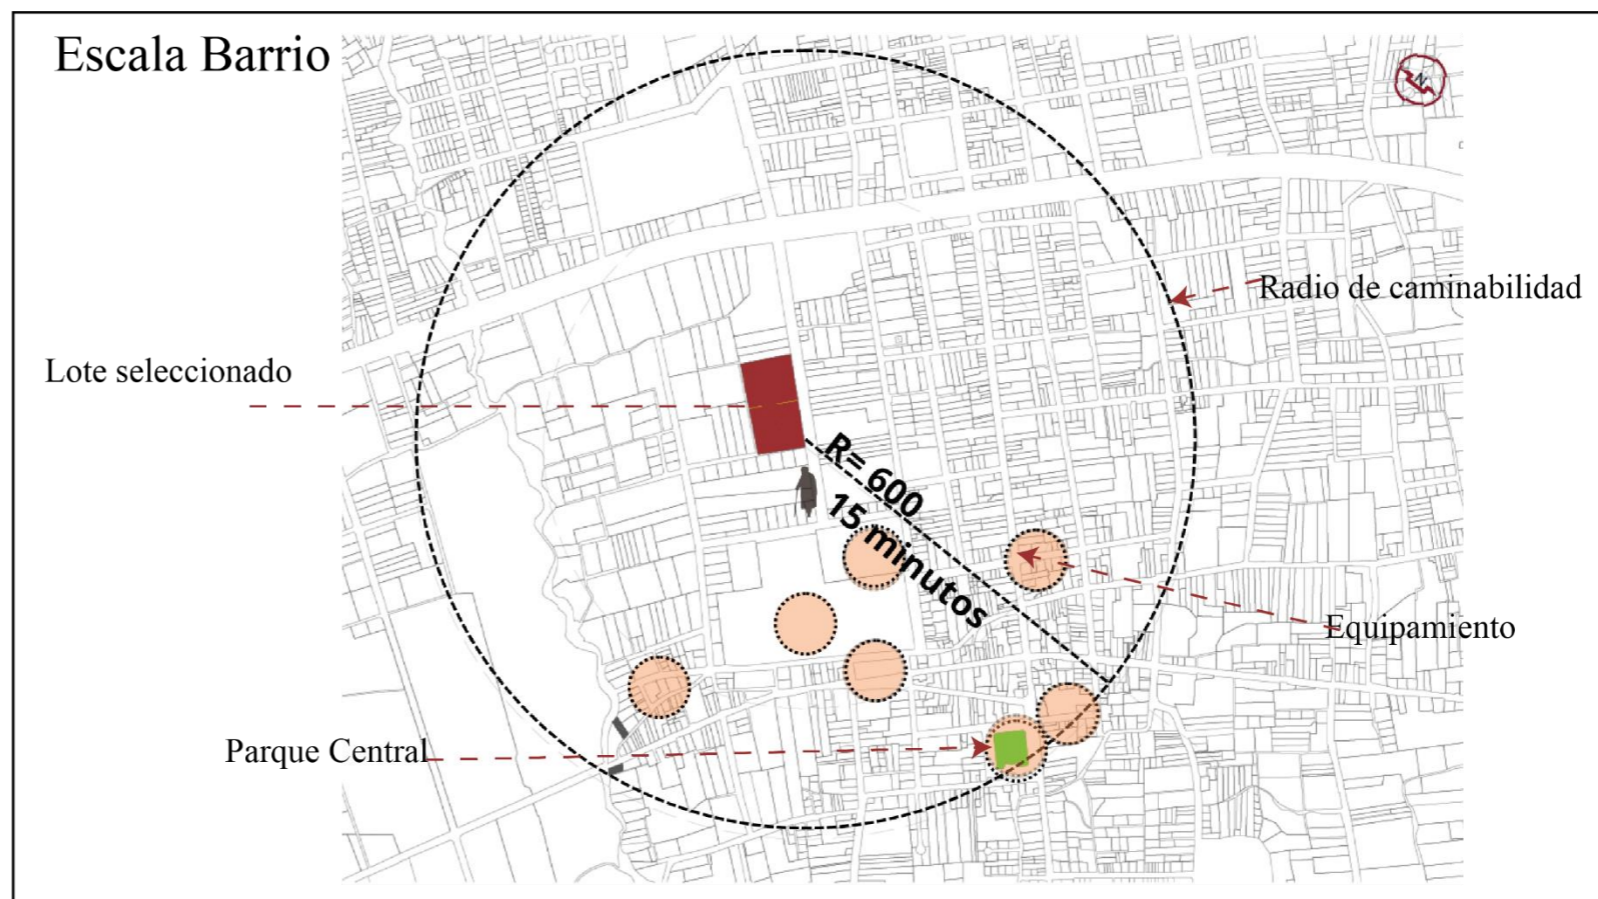 Escala Barrio
N
Radio de caminabilidad
Lote seleccionado
R= 600
15 minutos
Equipamiento
Parque Central